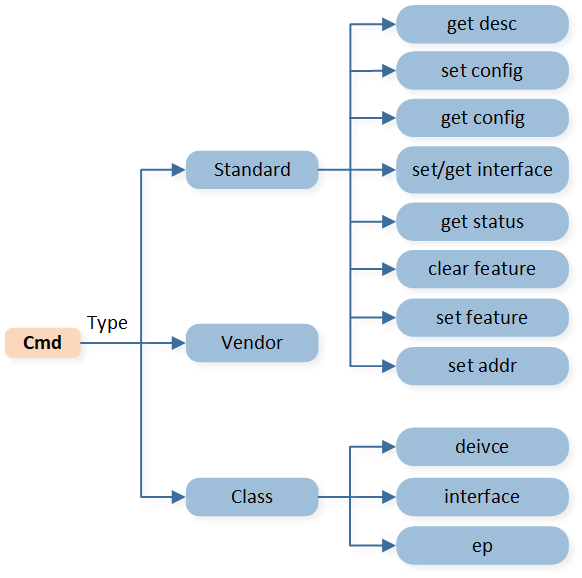 get desc
set config
get config
Standard
set/get interface
get status
clear feature
Type
set feature
Cmd
Vendor
set addr
deivce
Class
interface
ep